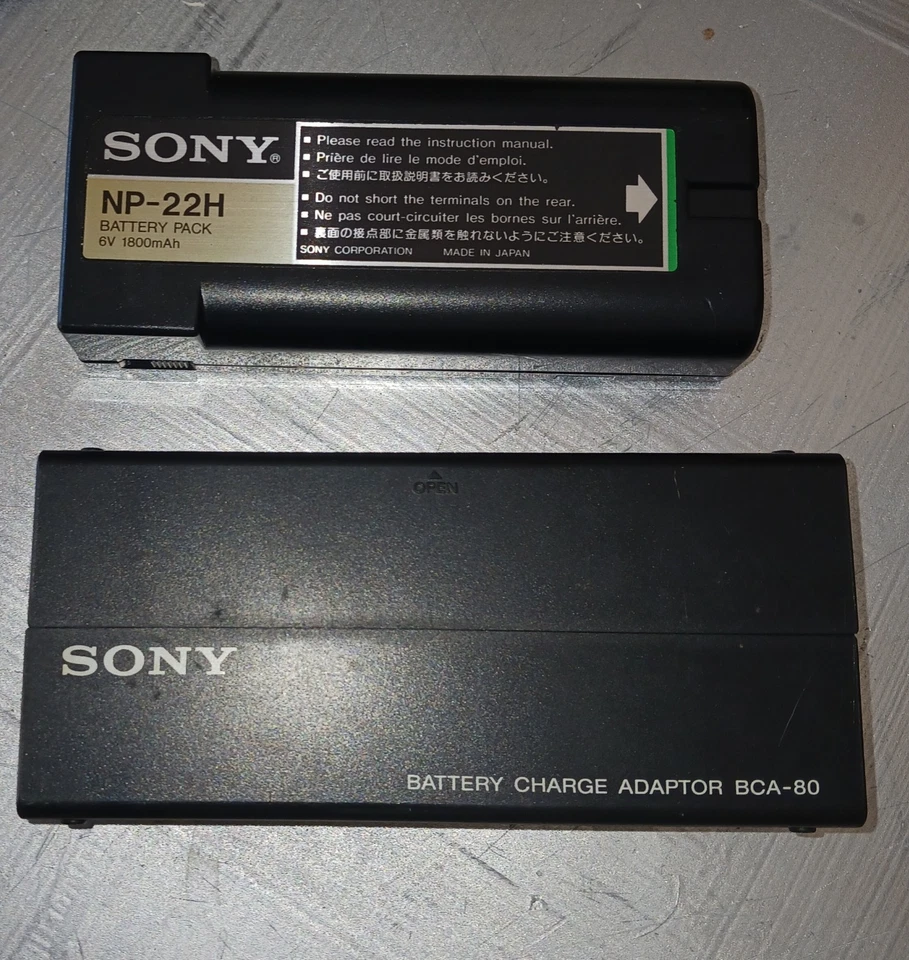 SONY®
NP-22H
BATTERY PACK
6V 1800mAh
■ Please read the instruction manual.
■ Prière de lire le mode d'emploi.
■ ご使用前に取扱説明書をお読みください。
■ Do not short the terminals on the rear.
■ Ne pas court-circuiter les bornes sur l'arrière.
■ 裏面の接点部に金属類を触れないようにご注意ください。
SONY CORPORATION MADE IN JAPAN
OPEN
SONY
BATTERY CHARGE ADAPTOR BCA-80